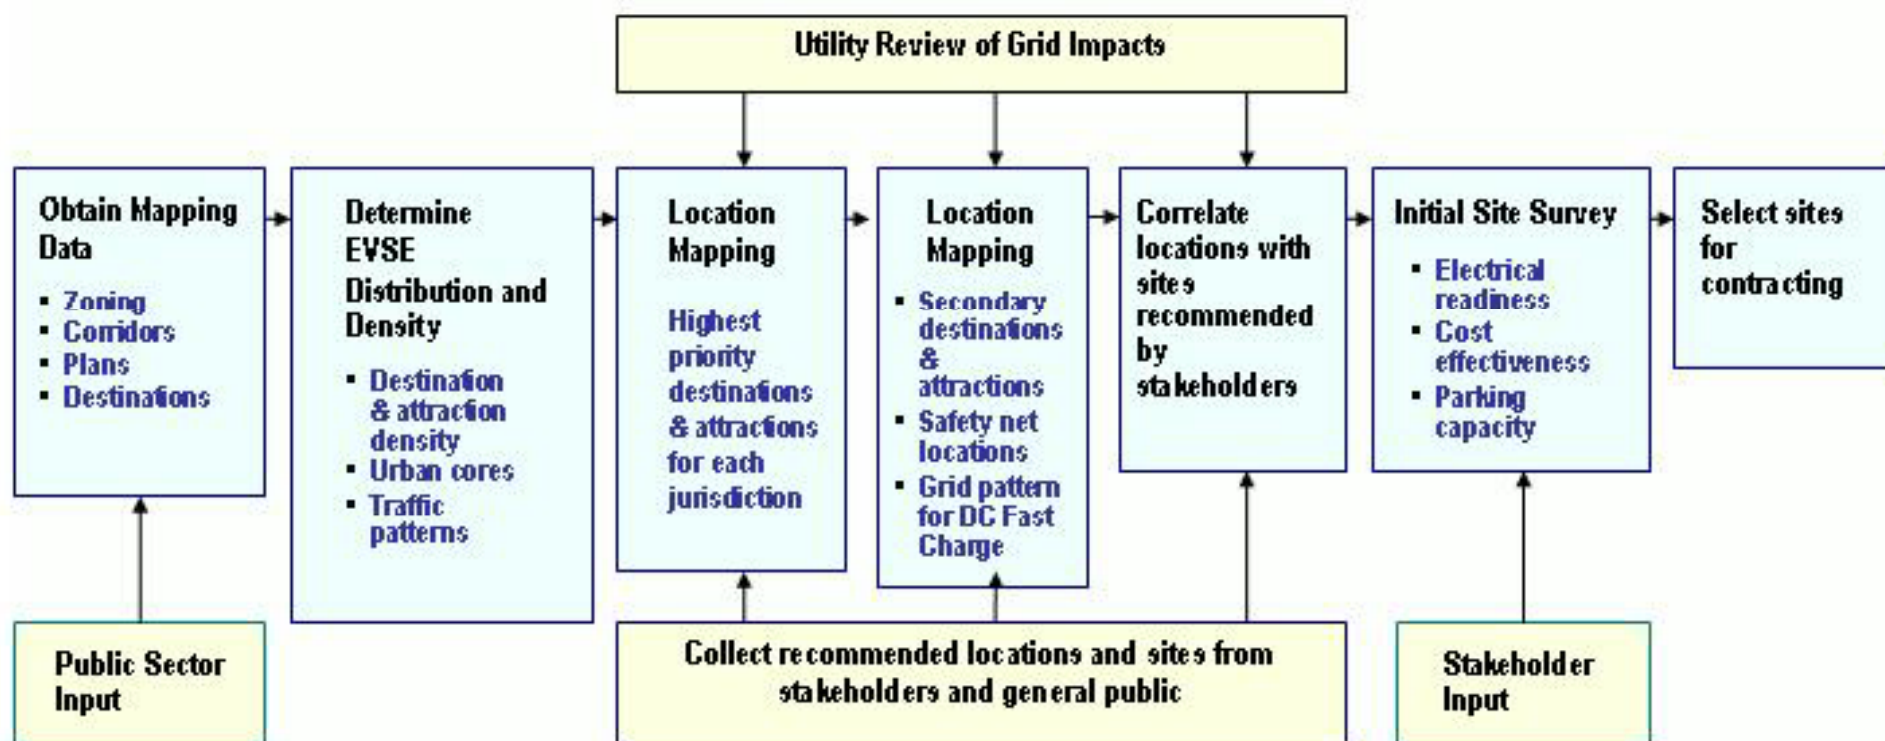 Utility Review of Grid Impacts
Obtain Mapping
Data
▪ Zoning
▪ Corridors
▪ Plans
▪ Destinations
Determine
EVSE
Distribution and
Density
▪ Destination
& attraction
density
▪ Urban cores
▪ Traffic
patterns
Location
Mapping
Highest
priority
destinations
& attractions
for each
jurisdiction
Location
Mapping
▪ Secondary
destinations
&
attractions
▪ Safety net
locations
▪ Grid pattern
for DC Fast
Charge
Correlate
locations with
sites
recommended
by
stakeholders
Initial Site Survey
▪ Electrical
readiness
▪ Cost
effectiveness
▪ Parking
capacity
Select sites
for
contracting
Public Sector
Input
Collect recommended locations and sites from
stakeholders and general public
Stakeholder
Input